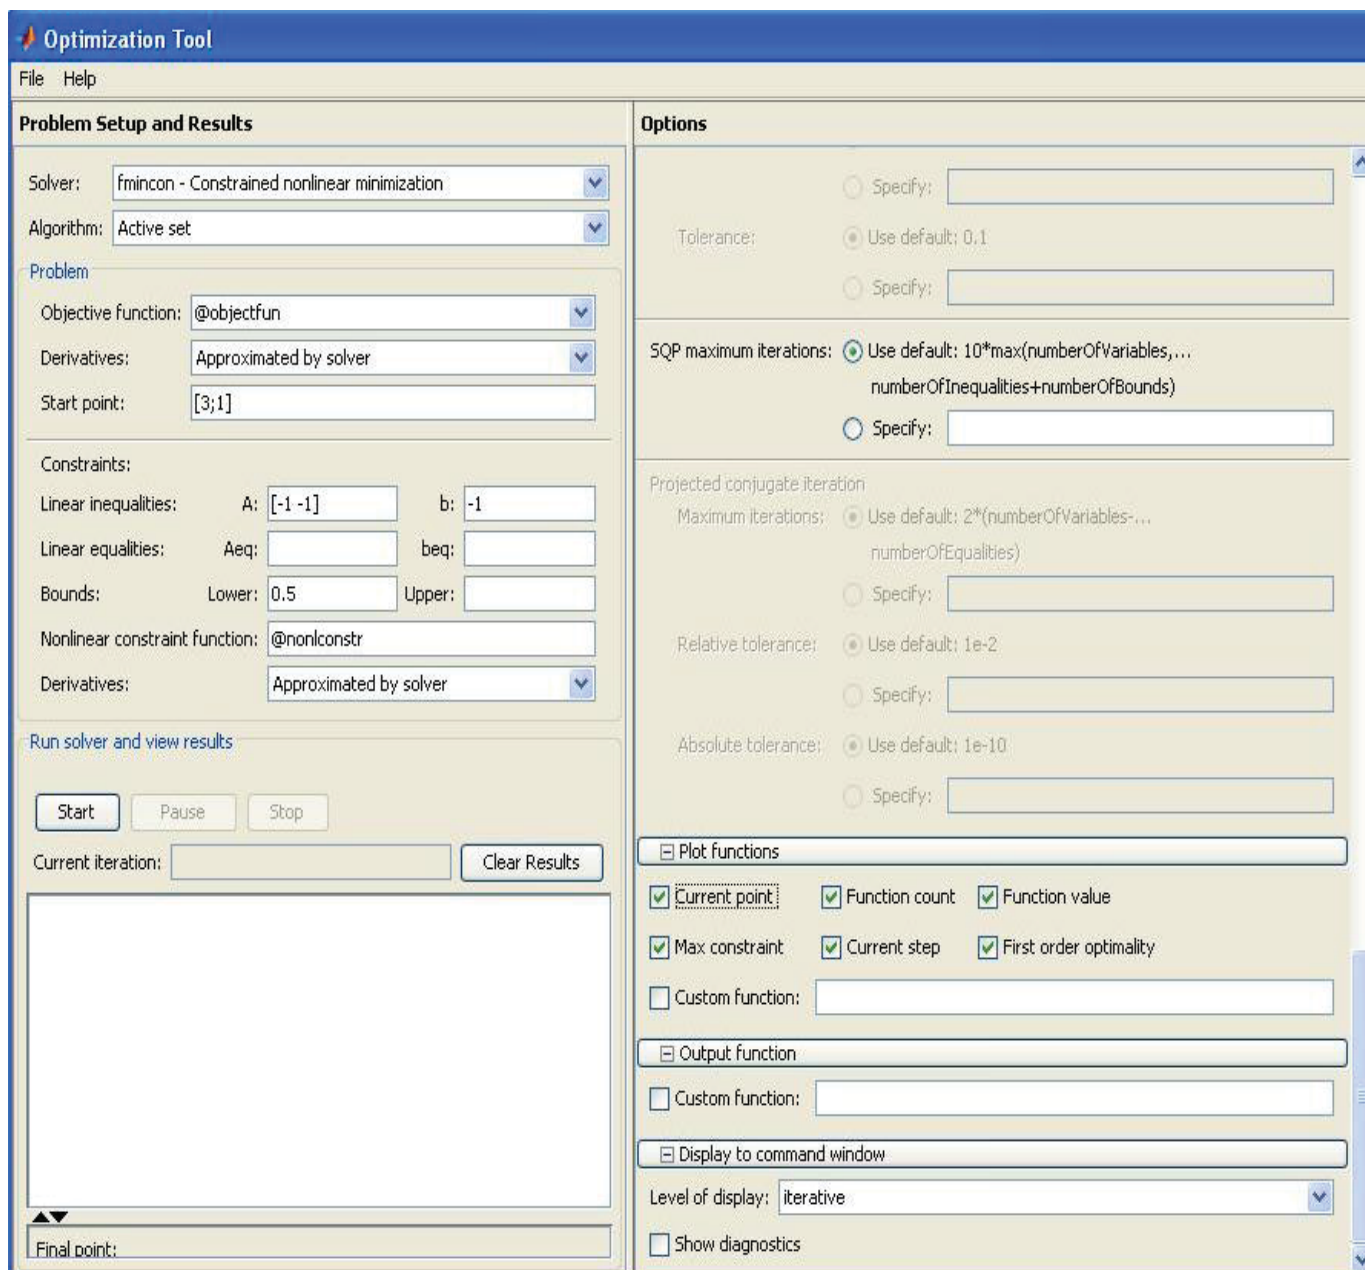 Optimization Tool
File Help
Problem Setup and Results
Solver: fmincon - Constrained nonlinear minimization
Algorithm: Active set
Problem
Objective function: @objectfun
Derivatives: Approximated by solver
Start point: [3;1]
Constraints:
Linear inequalities: A: [-1 -1] b: -1
Linear equalities: Aeq: beq:
Bounds: Lower: 0.5 Upper:
Nonlinear constraint function: @nonlconstr
Derivatives: Approximated by solver
Run solver and view results
Start Pause Stop
Current iteration: Clear Results
Final point:
Options
Specify:
Tolerance: Use default: 0.1
Specify:
SQP maximum iterations: Use default: 10*max(numberOfVariables,...
numberOfInequalities+numberOfBounds)
Specify:
Projected conjugate iteration
Maximum iterations: Use default: 2*(numberOfVariables-...
numberOfEqualities)
Specify:
Relative tolerance: Use default: 1e-2
Specify:
Absolute tolerance: Use default: 1e-10
Specify:
Plot functions
Current point Function count Function value
Max constraint Current step First order optimality
Custom function:
Output function
Custom function:
Display to command window
Level of display: iterative
Show diagnostics